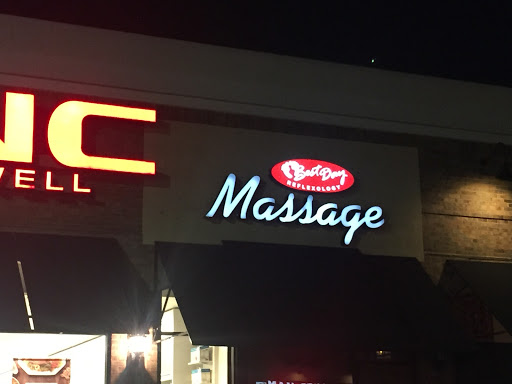 NC
WELL
Best Day
REFLEXOLOGY
Massage